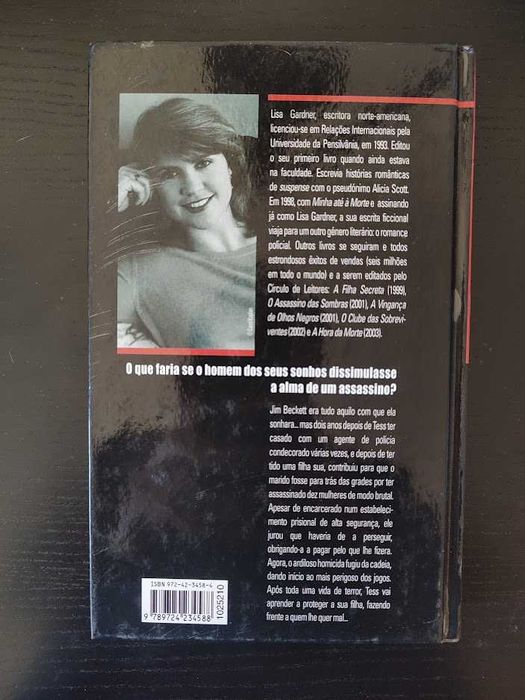 Lisa Gardner, escritora norte-americana,
licenciou-se em Relações Internacionais pela
Universidade da Pensilvânia, em 1993. Editou
o seu primeiro livro quando ainda estava
na faculdade. Escrevia histórias românticas
de suspense com o pseudónimo Alicia Scott.
Em 1998, com Minha até à Morte e assinando
já como Lisa Gardner, a sua escrita ficcional
viaja para um outro género literário: o romance
policial. Outros livros se seguiram e todos
estrondosos êxitos de vendas (seis milhões
em todo o mundo) e a serem editados pelo
Círculo de Leitores: A Filha Secreta (1999),
O Assassino das Sombras (2001), A Vingança
de Olhos Negros (2001), O Clube das Sobrevi-
ventes (2002) e A Hora da Morte (2003).
O que faria se o homem dos seus sonhos dissimulasse
a alma de um assassino?
Jim Beckett era tudo aquilo com que ela
sonhara... mas dois anos depois de Tess ter
casado com um agente de polícia
condecorado várias vezes, e depois de ter
tido uma filha sua, contribuiu para que o
marido fosse para trás das grades por ter
assassinado dez mulheres de modo brutal.
Apesar de encarcerado num estabeleci-
mento prisional de alta segurança, ele
jurou que haveria de a perseguir,
obrigando-a a pagar pelo que lhe fizera.
Agora, o ardiloso homicida fugiu da cadeia,
dando início ao mais perigoso dos jogos.
Após toda uma vida de terror, Tess vai
aprender a proteger a sua filha, fazendo
frente a quem lhe quer mal...
ISBN 972-42-3458-4
9 789724 234588
1025210